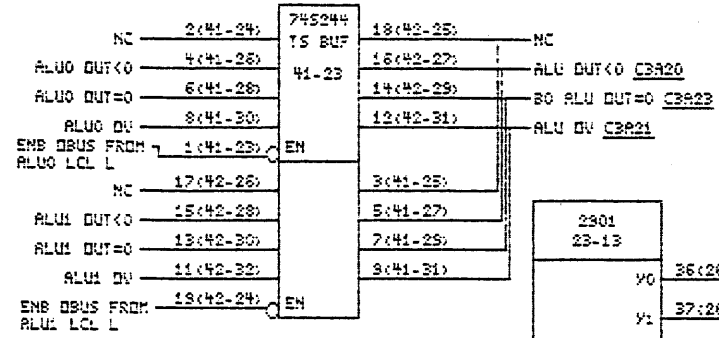 74S244
TS BUF
41-23
NC 2(41-24) 18(42-25) NC
ALU0 OUT<0 4(41-26) 16(42-27) ALU OUT<0 C3A20
ALU0 OUT=0 6(41-28) 14(42-29) BO ALU OUT=0 C3A23
ALU0 OV 8(41-30) 12(42-31) ALU OV C3A21
ENB OBUS FROM 1(41-23) EN
ALU0 LCL L
NC 17(42-26) 3(41-25)
ALU1 OUT<0 15(42-28) 5(41-27)
ALU1 OUT=0 13(42-30) 7(41-29)
ALU1 OV 11(42-32) 9(41-31)
ENB OBUS FROM 19(42-24) EN
ALU1 LCL L
2901
23-13
Y0 36(26
Y1 37(26